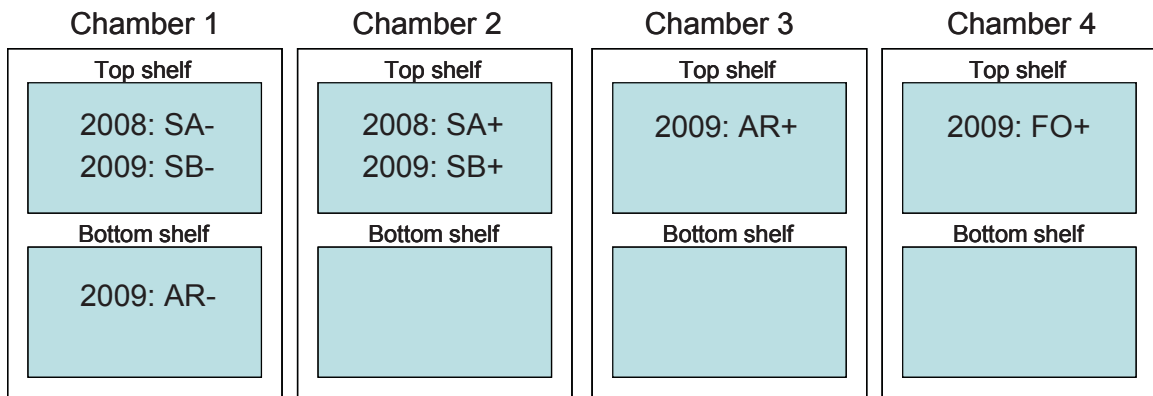 Chamber 1
Top shelf
2008: SA-
2009: SB-
Bottom shelf
2009: AR-
Chamber 2
Top shelf
2008: SA+
2009: SB+
Bottom shelf
Chamber 3
Top shelf
2009: AR+
Bottom shelf
Chamber 4
Top shelf
2009: FO+
Bottom shelf